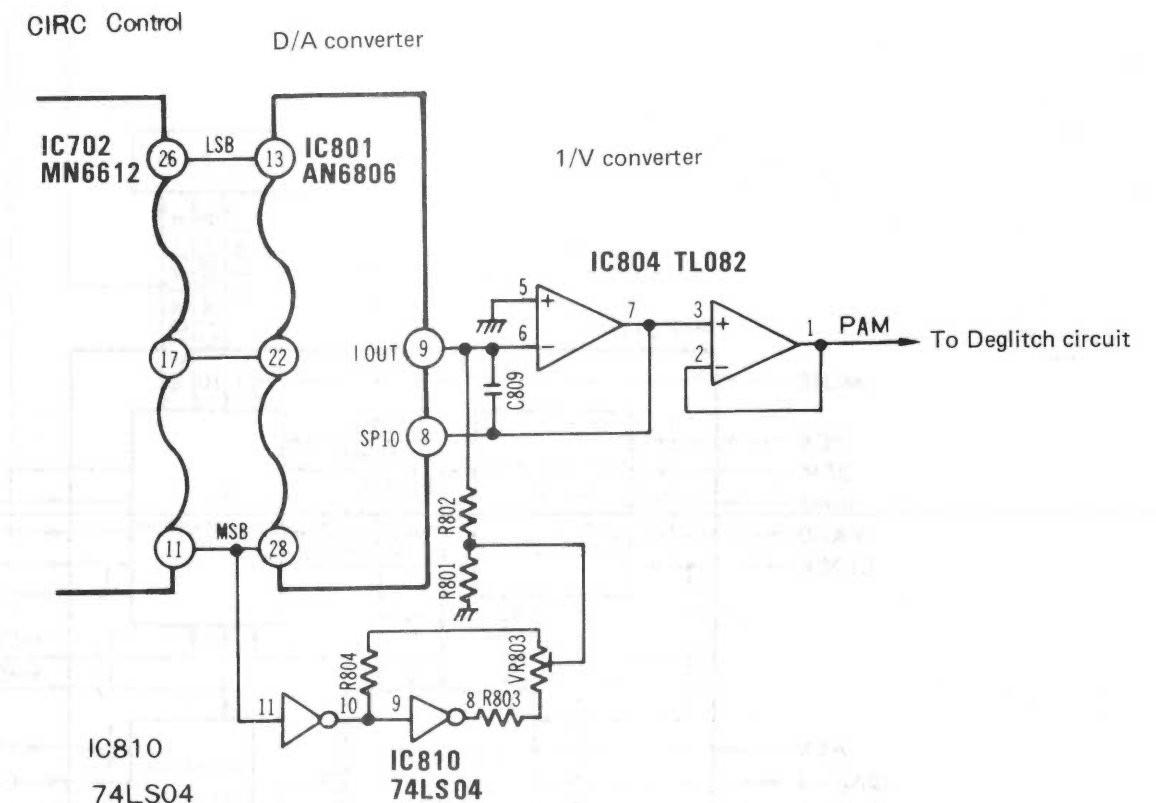 CIRC Control
D/A converter
IC702
MN6612
26
LSB
13
IC801
AN6806
1/V converter
IC804 TL082
5
+
7
3
+
1
PAM
To Deglitch circuit
17
22
I OUT
9
6
−
2
−
C809
SPIO
8
R802
11
MSB
28
R801
R804
VR803
11
10
9
8
R803
IC810
74LS04
IC810
74LS04